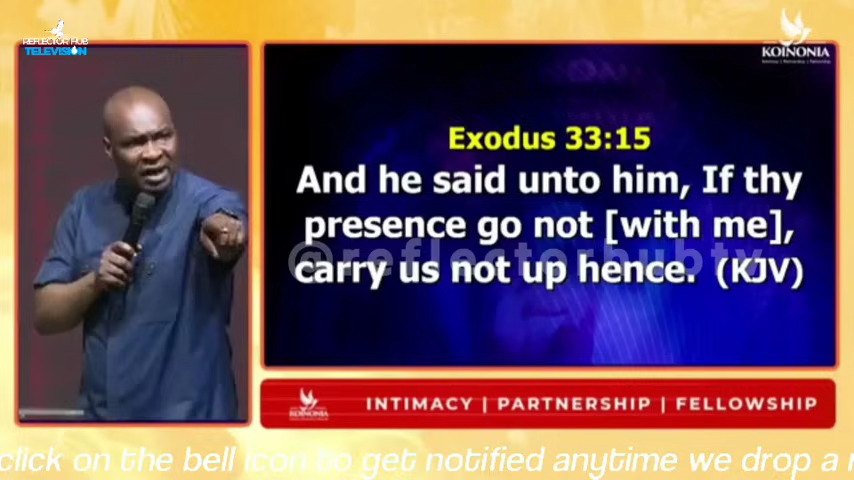 REFLECTOR HUB
TELEVISION
KOINONIA
Exodus 33:15
And he said unto him, If thy
presence go not [with me],
carry us not up hence. (KJV)
@reflectorhubtv
KOINONIA
INTIMACY | PARTNERSHIP | FELLOWSHIP
click on the bell icon to get notified anytime we drop a